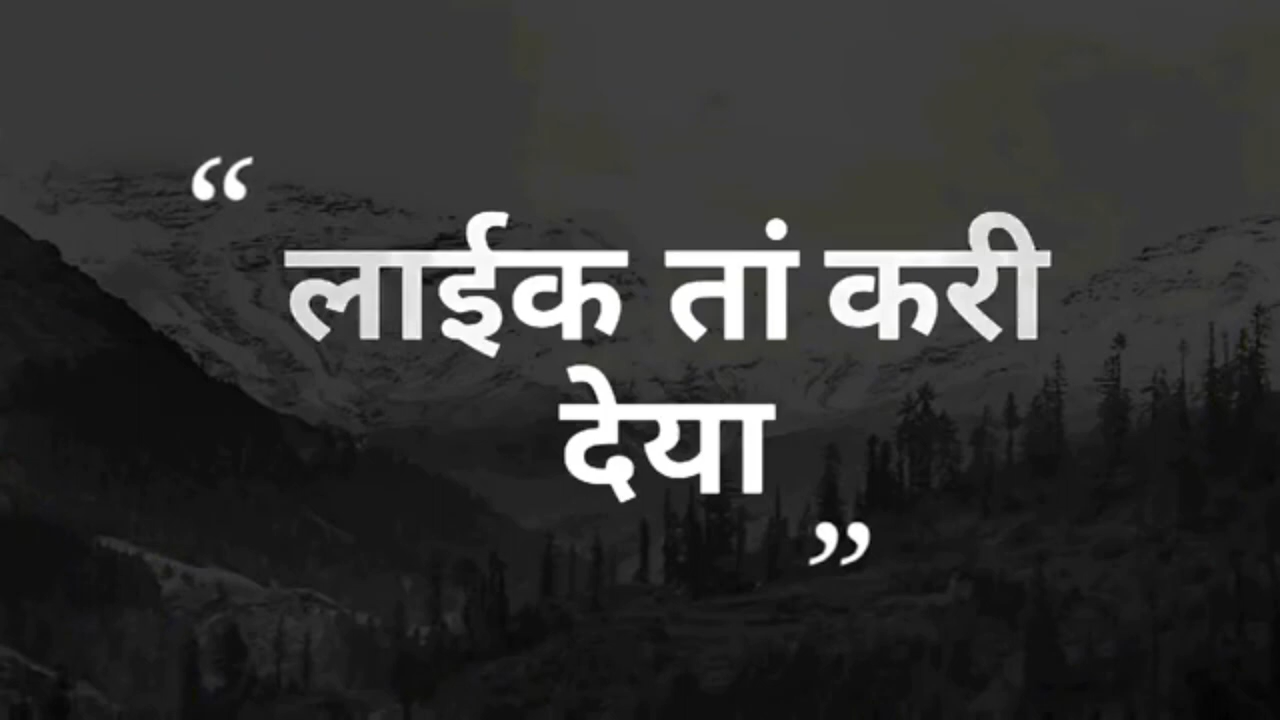 “ लाईक तां करी
देया ”